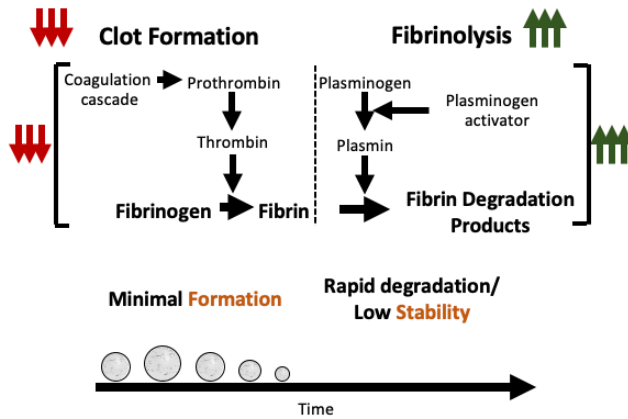 Clot Formation
Fibrinolysis
Coagulation
cascade
Prothrombin
Plasminogen
Plasminogen
activator
Thrombin
Plasmin
Fibrinogen
Fibrin
Fibrin Degradation
Products
Minimal Formation
Rapid degradation/
Low Stability
Time